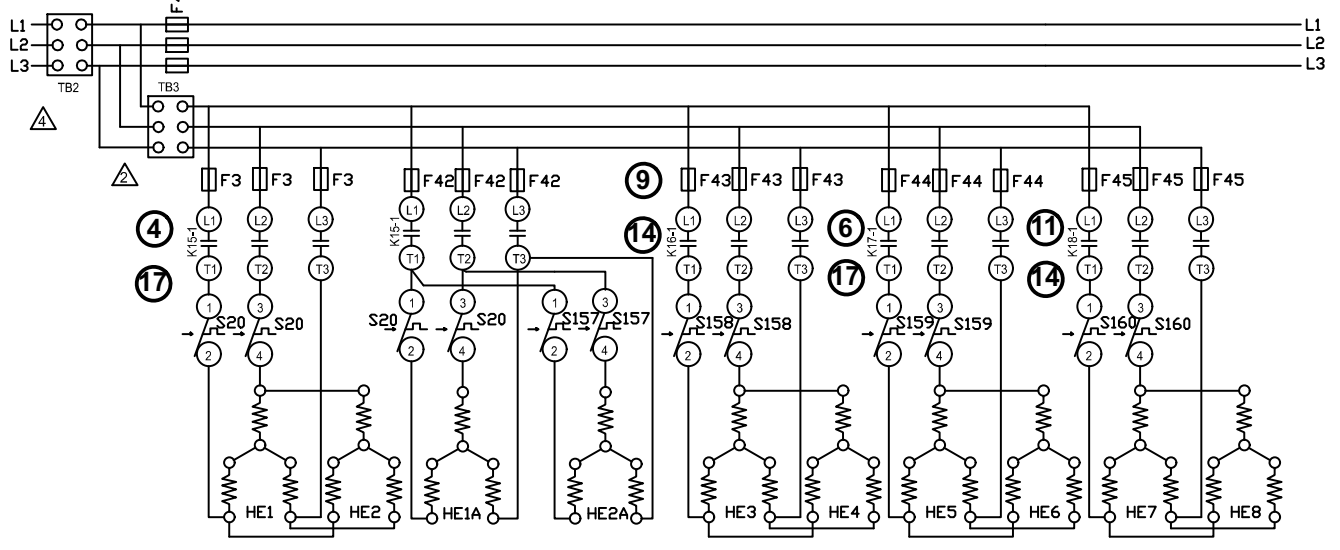 F4
L1 L1
L2 L2
L3 L3
TB2 TB3
4
2
F3 F3 F3 F42 F42 F42 9 F43 F43 F43 F44 F44 F44 F45 F45 F45
4 L1 L2 L3 L1 L2 L3 14 L1 L2 L3 6 L1 L2 L3 11 L1 L2 L3
K15-1 K15-1 K16-1 K17-1 K18-1
17 T1 T2 T3 T1 T2 T3 T1 T2 T3 17 T1 T2 T3 14 T1 T2 T3
1 3 1 3 1 3 1 3 1 3 1 3
S20 S20 S20 S20 S157 S157 S158 S158 S159 S159 S160 S160
2 4 2 4 2 4 2 4 2 4 2 4
HE1 HE2 HE1A HE2A HE3 HE4 HE5 HE6 HE7 HE8